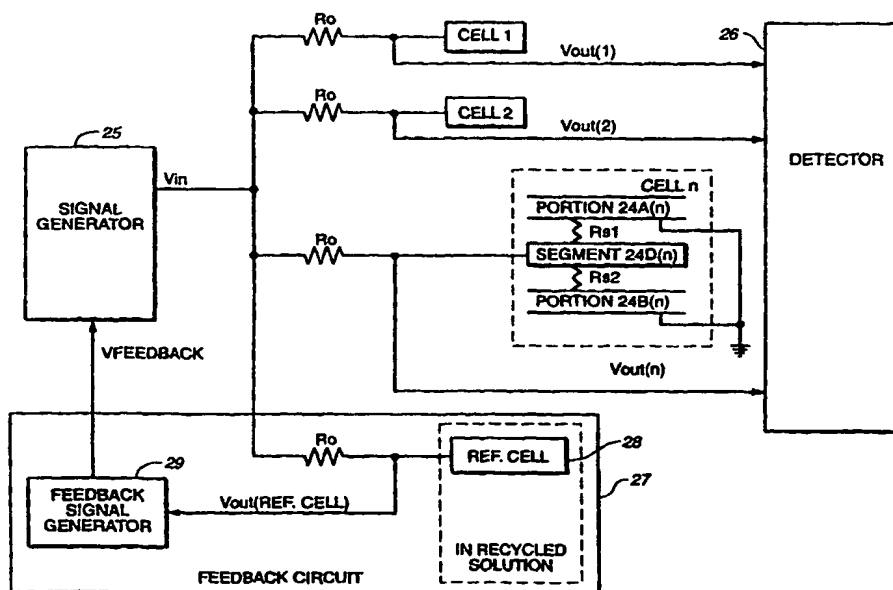 Ro
CELL 1
26
Vout(1)
Ro
CELL 2
Vout(2)
25
DETECTOR
Vin
SIGNAL
GENERATOR
CELL n
PORTION 24A(n)
Rs1
Ro
SEGMENT 24D(n)
Rs2
PORTION 24B(n)
VFEEDBACK
Vout(n)
Ro
28
REF. CELL
29
27
FEEDBACK
SIGNAL
GENERATOR
Vout(REF. CELL)
IN RECYCLED
SOLUTION
FEEDBACK CIRCUIT